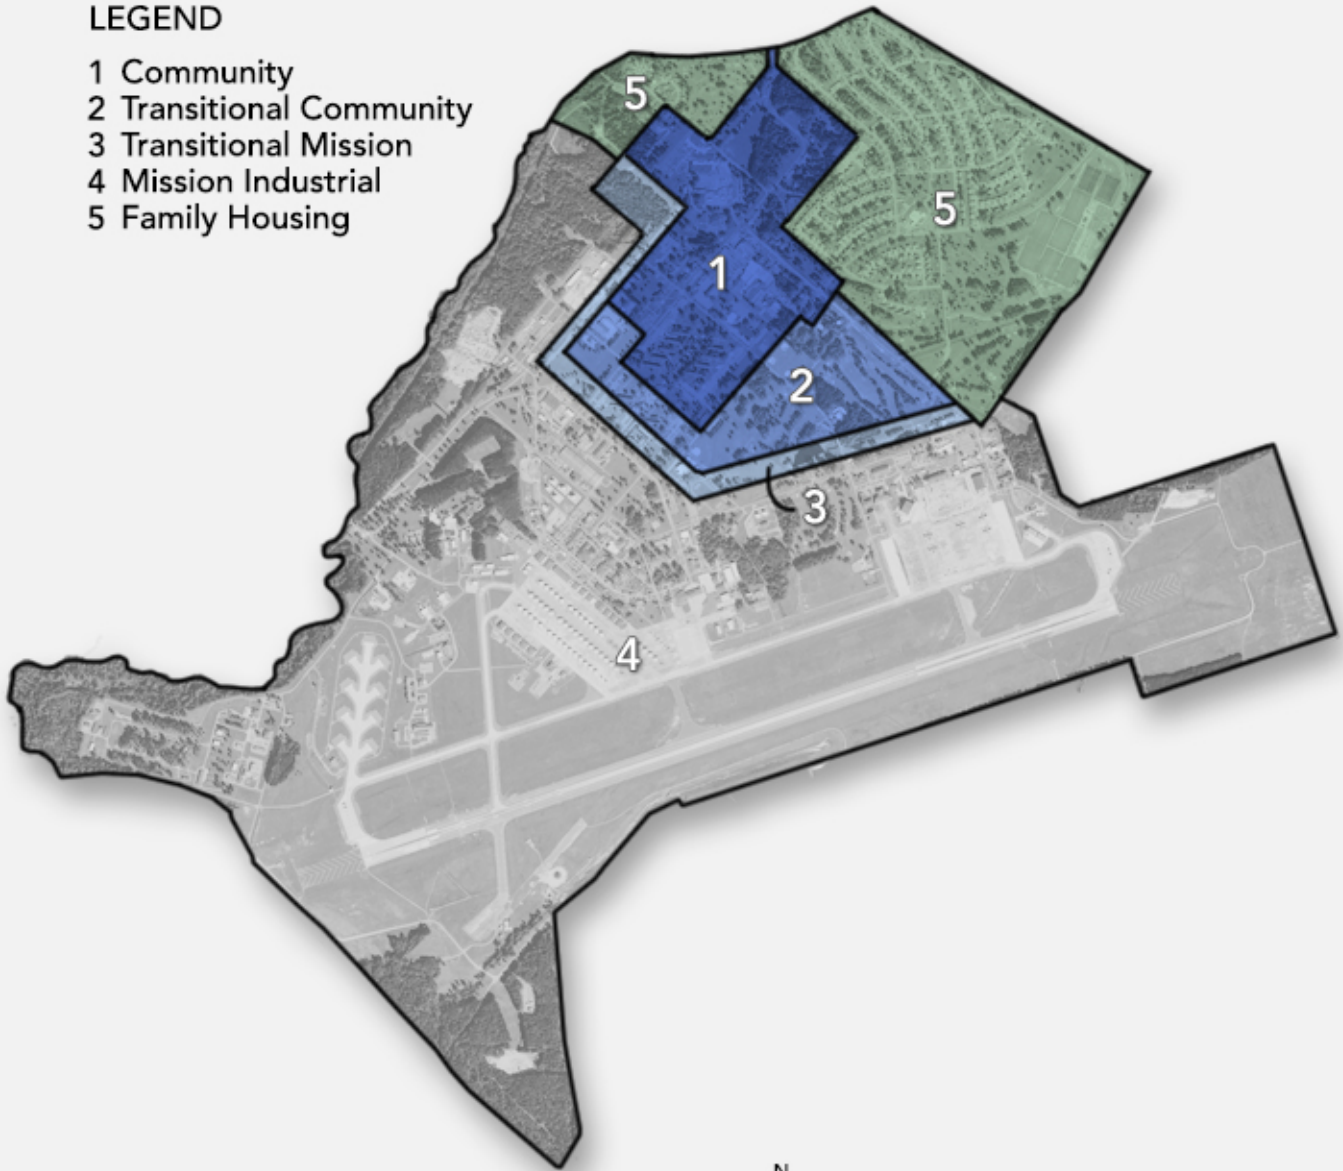 LEGEND
1 Community
2 Transitional Community
3 Transitional Mission
4 Mission Industrial
5 Family Housing
5
5
1
2
3
4
N